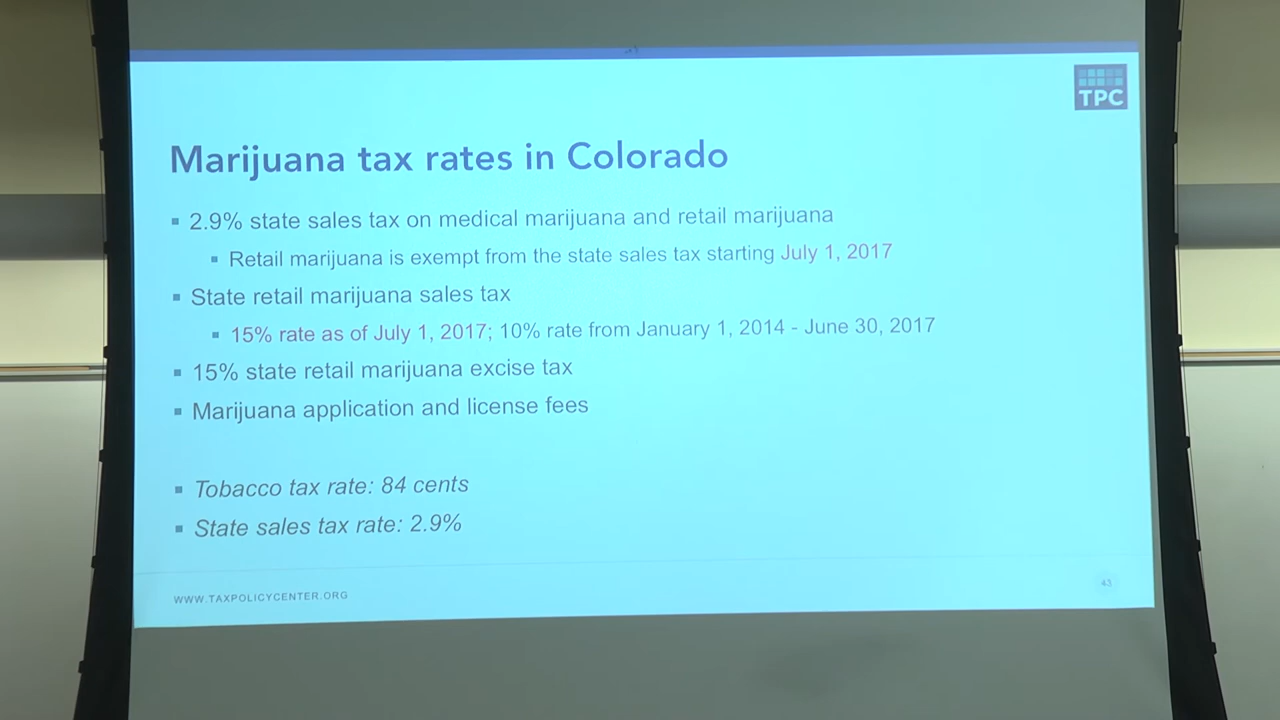 TPC
Marijuana tax rates in Colorado
▪ 2.9% state sales tax on medical marijuana and retail marijuana
▪ Retail marijuana is exempt from the state sales tax starting July 1, 2017
▪ State retail marijuana sales tax
▪ 15% rate as of July 1, 2017; 10% rate from January 1, 2014 - June 30, 2017
▪ 15% state retail marijuana excise tax
▪ Marijuana application and license fees
▪ Tobacco tax rate: 84 cents
▪ State sales tax rate: 2.9%
WWW.TAXPOLICYCENTER.ORG
43